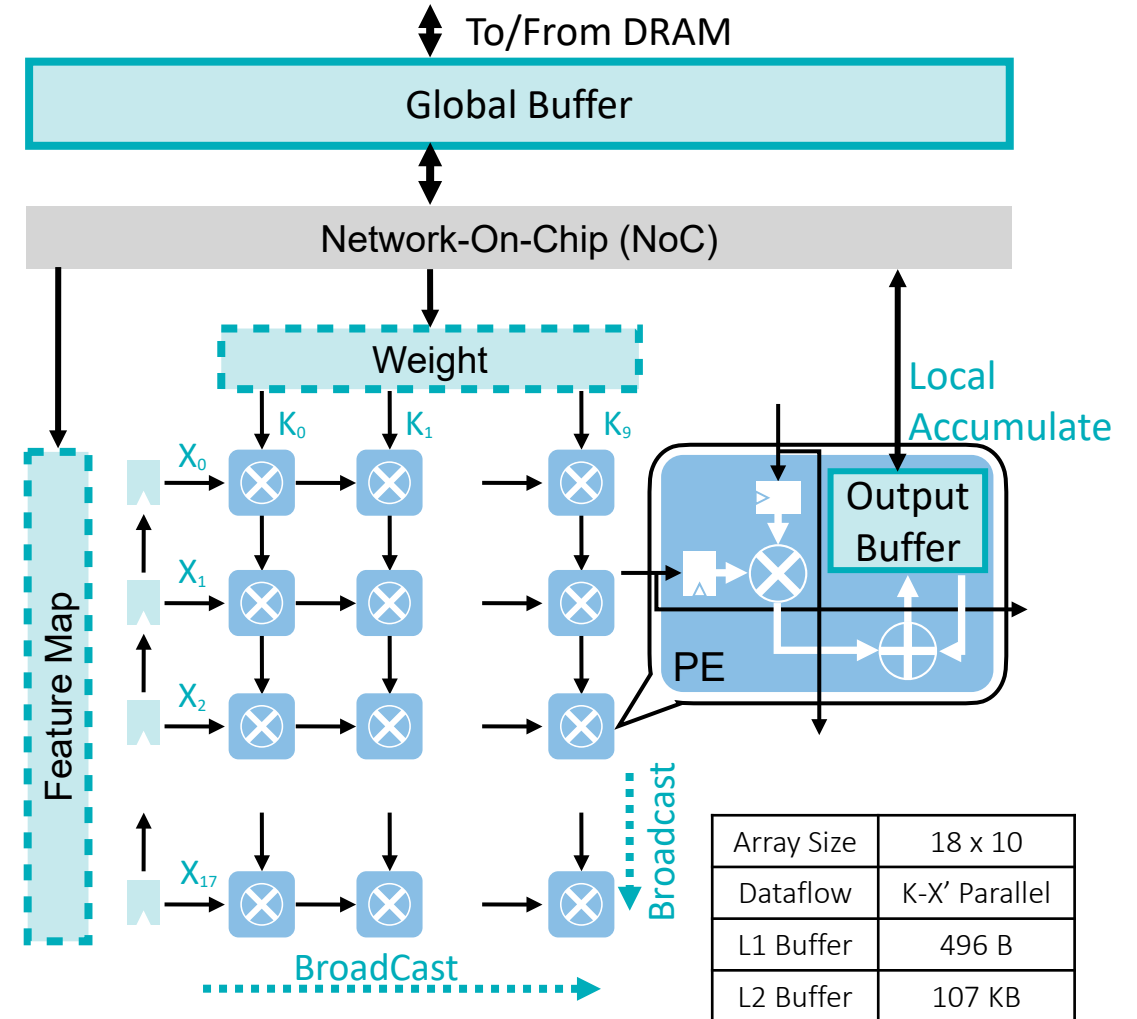 To/From DRAM
Global Buffer
Network-On-Chip (NoC)
Weight
Local
Accumulate
K₀
K₁
K₉
X₀
X₁
X₂
X₁₇
Feature Map
Output
Buffer
PE
Broadcast
BroadCast
Array Size 18 x 10
Dataflow K-X’ Parallel
L1 Buffer 496 B
L2 Buffer 107 KB